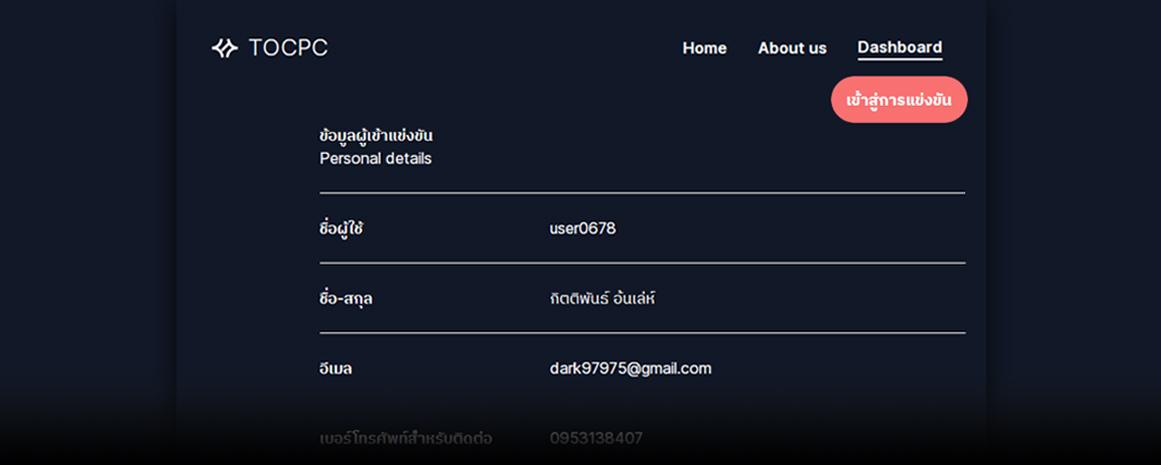 TOCPC
Home About us Dashboard
เข้าสู่การแข่งขัน
ข้อมูลผู้เข้าแข่งขัน
Personal details
ชื่อผู้ใช้ user0678
ชื่อ-สกุล กิตติพันธ์ อ้นเล่ห์
อีเมล dark97975@gmail.com
เบอร์โทรศัพท์สำหรับติดต่อ 0953138407